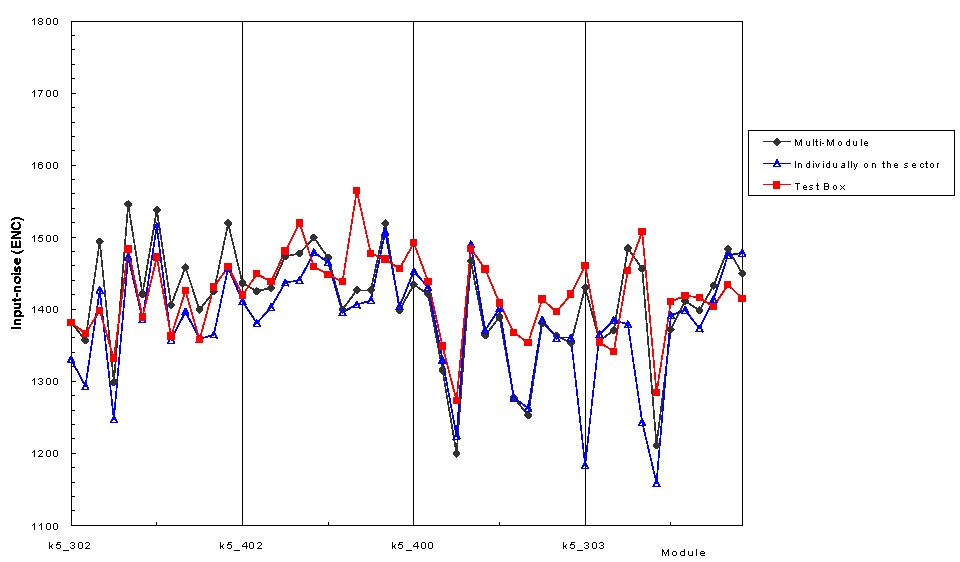 1800
1700
1600
1500
1400
1300
1200
1100
Input-noise (ENC)
k5_302
k5_402
k5_400
k5_303
Module
Multi-Module
Individually on the sector
Test Box